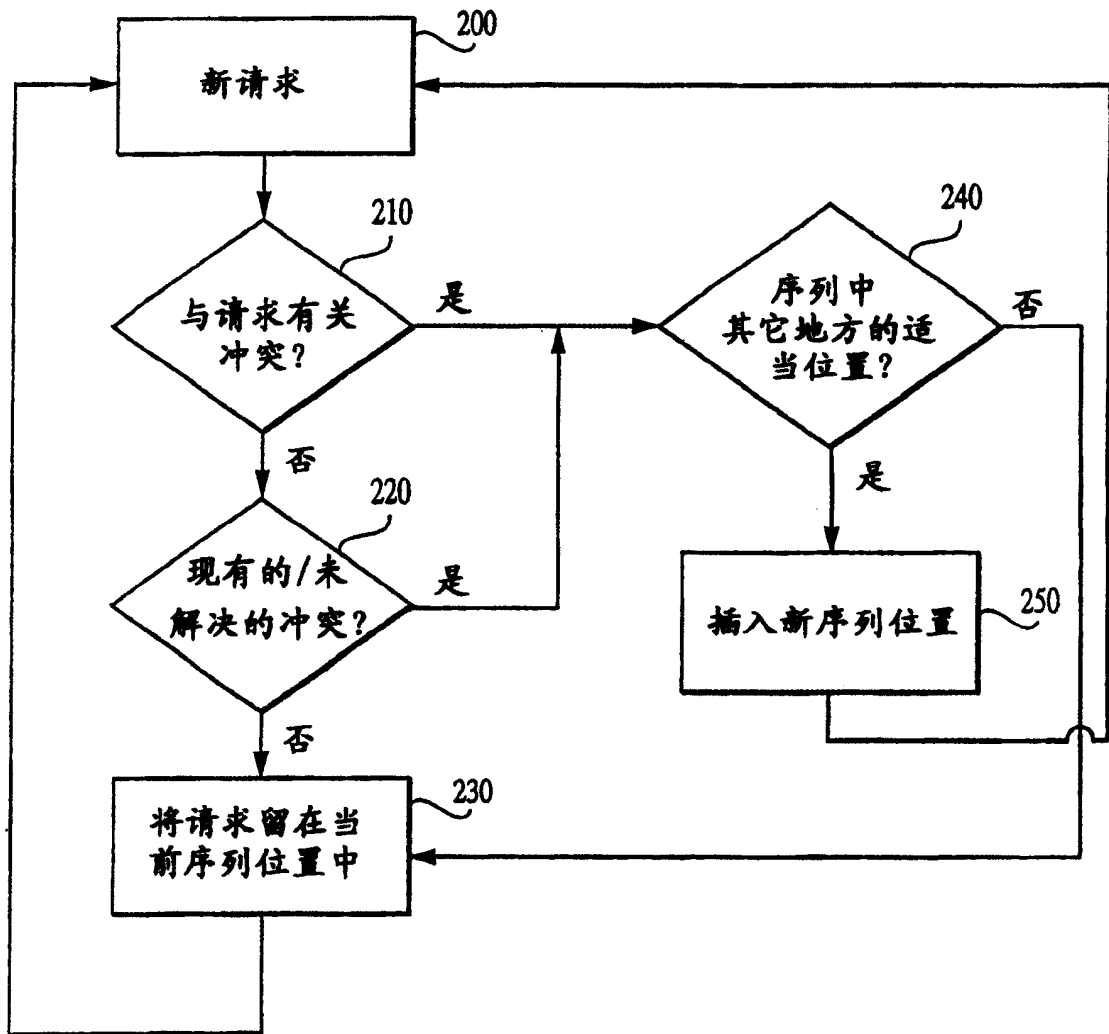 200
新请求
210
与请求有关
冲突?
是
否
220
现有的/未
解决的冲突?
是
否
230
将请求留在当
前序列位置中
240
序列中
其它地方的适
当位置?
否
是
250
插入新序列位置